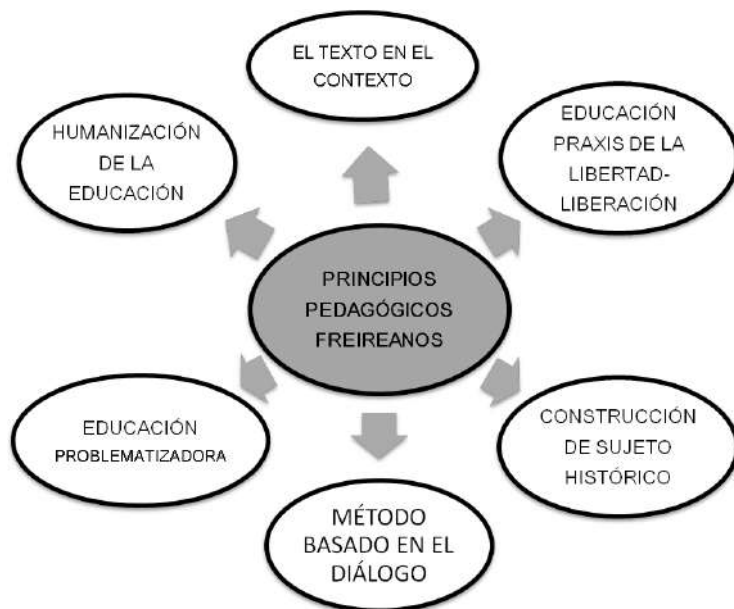 EL TEXTO EN EL
CONTEXTO
EDUCACIÓN
PRAXIS DE LA
LIBERTAD-
LIBERACIÓN
HUMANIZACIÓN
DE LA
EDUCACIÓN
PRINCIPIOS
PEDAGÓGICOS
FREIREANOS
EDUCACIÓN
PROBLEMATIZADORA
CONSTRUCCIÓN
DE SUJETO
HISTÓRICO
MÉTODO
BASADO EN EL
DIÁLOGO